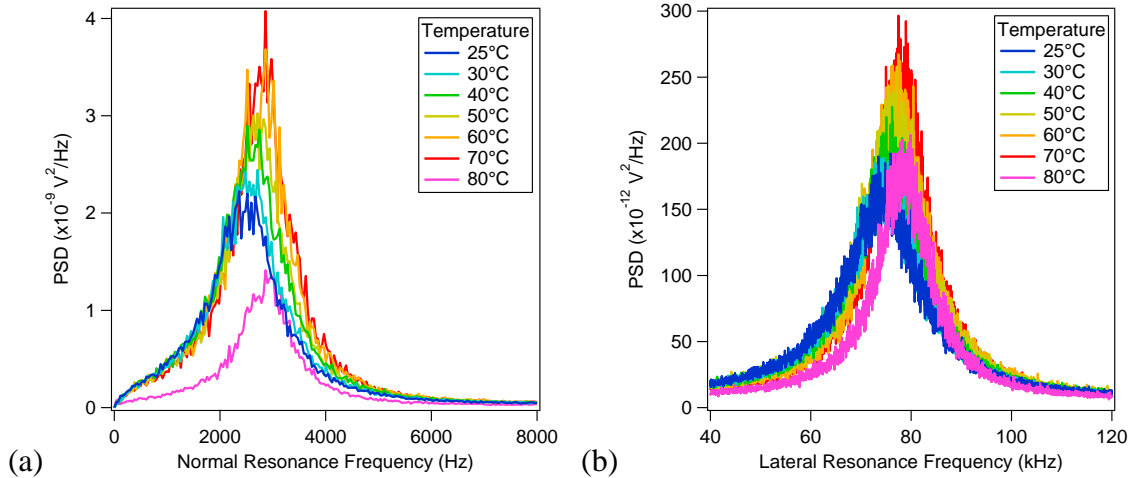 4
3
2
1
0
PSD (x10⁻⁹ V²/Hz)
Temperature
25°C
30°C
40°C
50°C
60°C
70°C
80°C
0 2000 4000 6000 8000
Normal Resonance Frequency (Hz)
(a)
300
250
200
150
100
50
0
PSD (x10⁻¹² V²/Hz)
Temperature
25°C
30°C
40°C
50°C
60°C
70°C
80°C
40 60 80 100 120
Lateral Resonance Frequency (kHz)
(b)